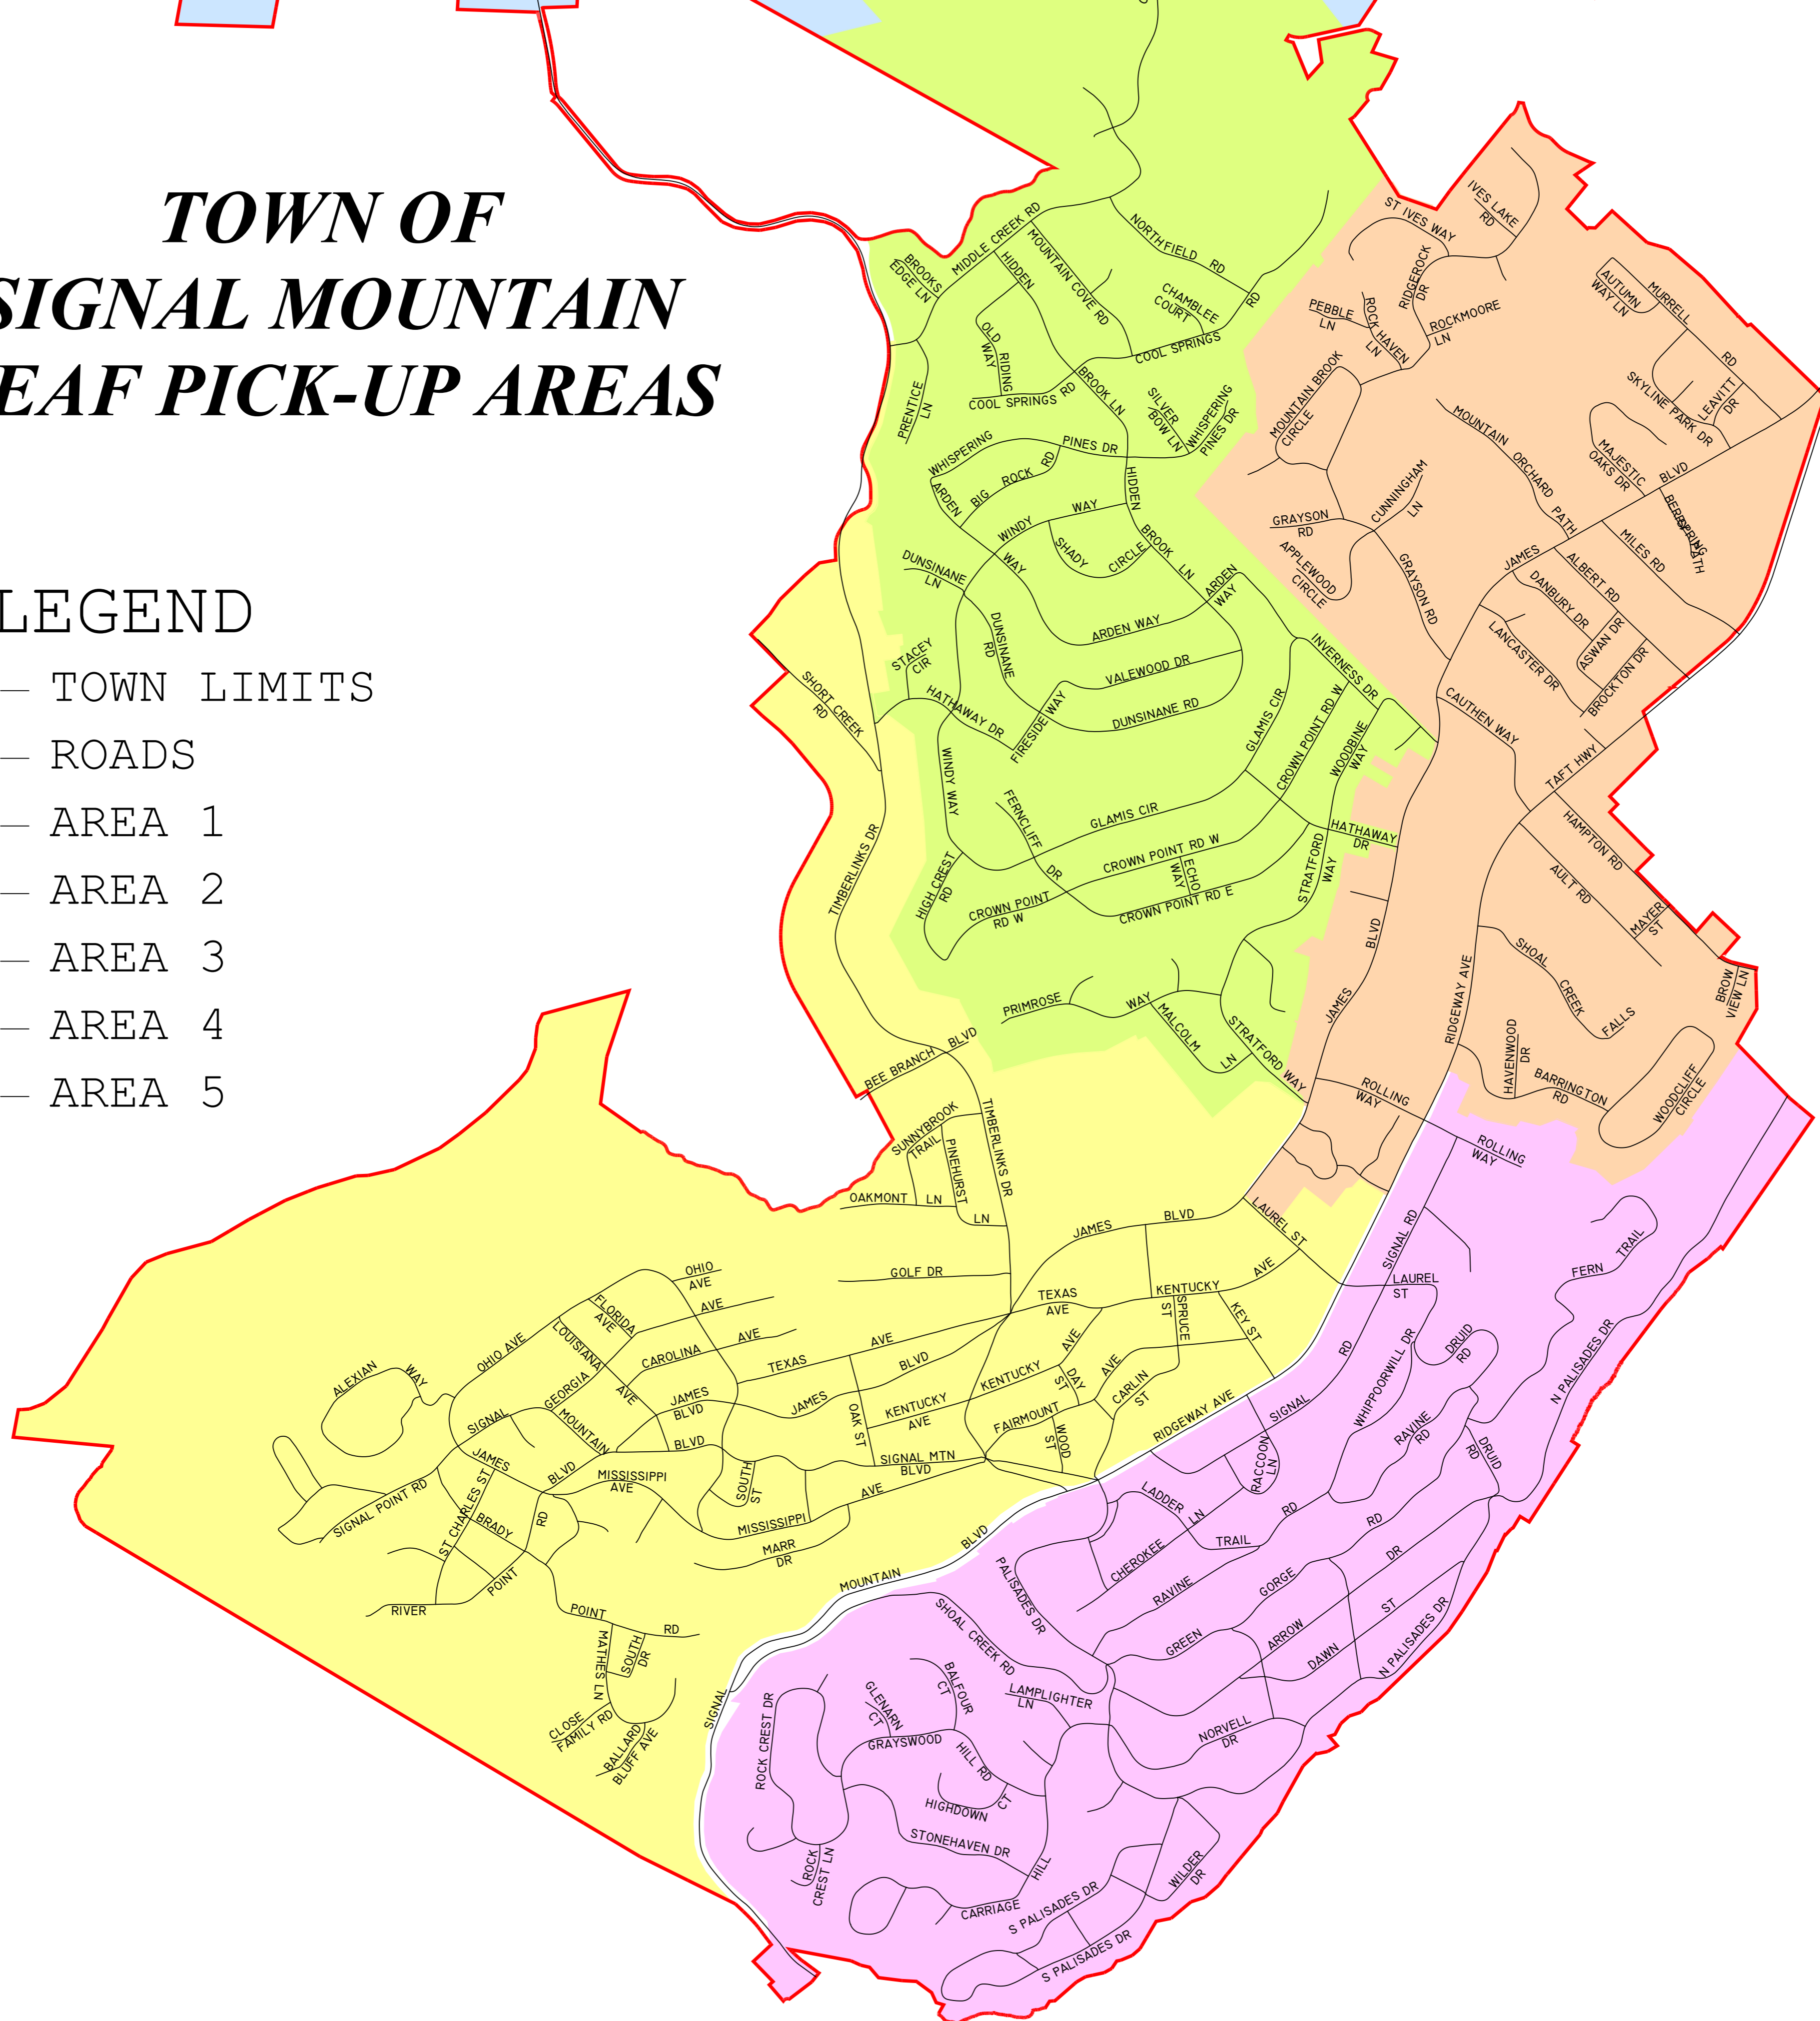 TOWN OF
SIGNAL MOUNTAIN
EAF PICK-UP AREAS
LEGEND
TOWN LIMITS
ROADS
AREA 1
AREA 2
AREA 3
AREA 4
AREA 5
MIDDLE CREEK RD
BROOKS
EDGE LN
HIDDEN
MOUNTAIN COVE RD
NORTHFIELD RD
CHAMBLEE
COURT
RD
COOL SPRINGS
OLD
WAY
RIDING
COOL SPRINGS RD
PRENTICE
LN
BROOK LN
SILVER
BOW LN
WHISPERING
PINES DR
WHISPERING
PINES DR
BIG ROCK RD
ARDEN
HIDDEN
WINDY WAY
SHADY CIRCLE
BROOK LN
DUNSINANE
LN
WAY
ARDEN
WAY
ARDEN WAY
DUNSINANE
RD
STACEY
CIR
VALEWOOD DR
DUNSINANE RD
HATHAWAY DR
FIRESIDE WAY
INVERNESS DR
GLAMIS CIR
CROWN POINT RD W
WOODBINE
WAY
WINDY WAY
FERNCLIFF
DR
GLAMIS CIR
CROWN POINT RD W
ECHO
WAY
CROWN POINT RD E
HIGH CREST
RD
CROWN POINT
RD W
HATHAWAY
DR
STRATFORD
WAY
PRIMROSE WAY
MALCOLM
LN
STRATFORD WAY
ST IVES WAY
IVES LAKE
RD
RIDGEROCK
DR
PEBBLE
LN
ROCK HAVEN
LN
ROCKMOORE
LN
AUTUMN
WAY LN
MURRELL
RD
SKYLINE PARK DR
LEAVITT
DR
MOUNTAIN BROOK
CIRCLE
MOUNTAIN
ORCHARD
PATH
MAJESTIC
OAKS DR
BLVD
GRAYSON
RD
CUNNINGHAM
LN
APPLEWOOD
CIRCLE
GRAYSON RD
JAMES
ALBERT RD
MILES RD
DANBURY DR
LANCASTER DR
ASWAN DR
BROCKTON DR
CAUTHEN WAY
TAFT HWY
HAMPTON RD
AULT RD
MAYER
ST
BROW
VIEW LN
SHOAL
CREEK
FALLS
BLVD
JAMES
RIDGEWAY AVE
HAVENWOOD
DR
BARRINGTON
RD
WOODCLIFF
CIRCLE
ROLLING
WAY
SHORT CREEK
RD
TIMBERLINKS DR
BEE BRANCH BLVD
SUNNYBROOK
TRAIL
PINEHURST
TIMBERLINKS DR
OAKMONT LN
LN
JAMES BLVD
LAUREL ST
GOLF DR
TEXAS
AVE
KENTUCKY
AVE
SPRUCE
ST
KEY ST
OHIO
AVE
FLORIDA
AVE
AVE
LOUISIANA
AVE
CAROLINA AVE
OHIO AVE
ALEXIAN WAY
GEORGIA
TEXAS AVE
JAMES
BLVD
JAMES BLVD
KENTUCKY
AVE
KENTUCKY AVE
OAK ST
DAY
ST
AVE
CARLIN
ST
FAIRMOUNT
WOOD
ST
RIDGEWAY AVE
SIGNAL
MOUNTAIN
BLVD
JAMES
BLVD
MISSISSIPPI
AVE
SOUTH
ST
SIGNAL MTN
BLVD
AVE
MISSISSIPPI
MARR
DR
SIGNAL POINT RD
ST CHARLES ST
BRADY
RD
POINT
RIVER
POINT RD
MATHES LN
SOUTH
DR
CLOSE
FAMILY RD
BALLARD
BLUFF AVE
SIGNAL
MOUNTAIN
BLVD
ROLLING
WAY
SIGNAL RD
LAUREL
ST
FERN TRAIL
N PALISADES DR
DRUID
RD
WHIPPOORWILL DR
RD
SIGNAL
RACCOON
LN
RAVINE
RD
DRUID
RD
LADDER
TRAIL
RD
CHEROKEE LN
RAVINE
PALISADES DR
GORGE
RD
GREEN
ARROW
DR
DAWN
ST
N PALISADES DR
NORVELL
DR
SHOAL CREEK RD
BALFOUR
CT
GLENARN
CT
LAMPLIGHTER
LN
GRAYSWOOD
HILL RD
HIGHDOWN CT
ROCK CREST DR
STONEHAVEN DR
ROCK
CREST LN
CARRIAGE
HILL
S PALISADES DR
WILDER
DR
S PALISADES DR